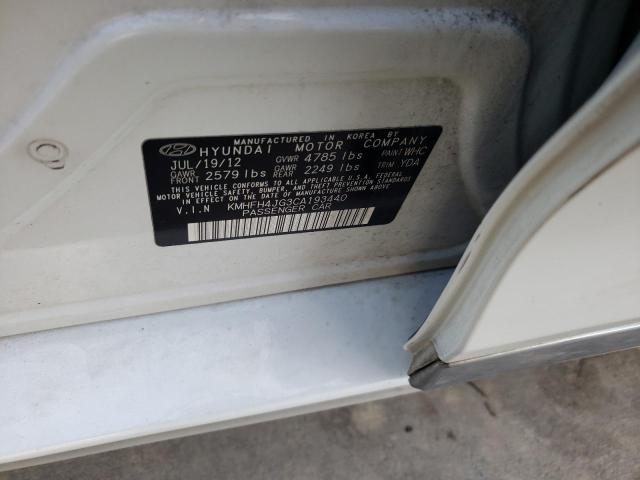 MANUFACTURED IN KOREA BY
HYUNDAI MOTOR COMPANY
JUL/19/12 GVWR 4785 lbs PAINT WHC
GAWR FRONT 2579 lbs GAWR REAR 2249 lbs TRIM YDA
THIS VEHICLE CONFORMS TO ALL APPLICABLE U.S. FEDERAL
MOTOR VEHICLE SAFETY, BUMPER, AND THEFT PREVENTION
STANDARDS IN EFFECT ON THE DATE OF MANUFACTURE SHOWN ABOVE.
V.I.N KMHFH4JG3CA193440
PASSENGER CAR